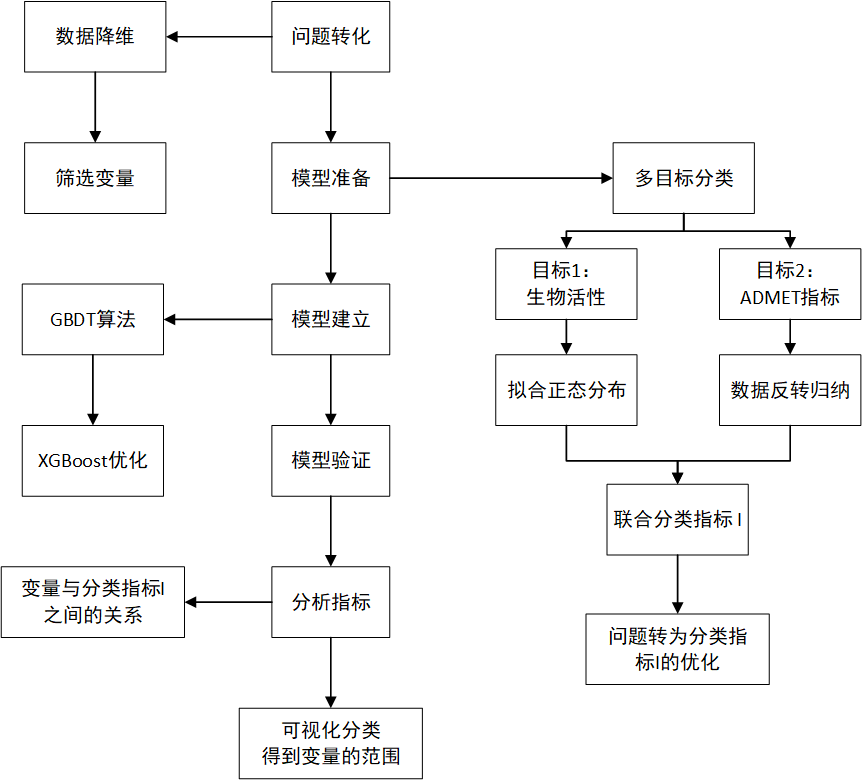 数据降维
问题转化
筛选变量
模型准备
多目标分类
目标1：
生物活性
目标2：
ADMET指标
GBDT算法
模型建立
拟合正态分布
数据反转归纳
XGBoost优化
模型验证
联合分类指标 I
变量与分类指标I
之间的关系
分析指标
问题转为分类指
标I的优化
可视化分类
得到变量的范围